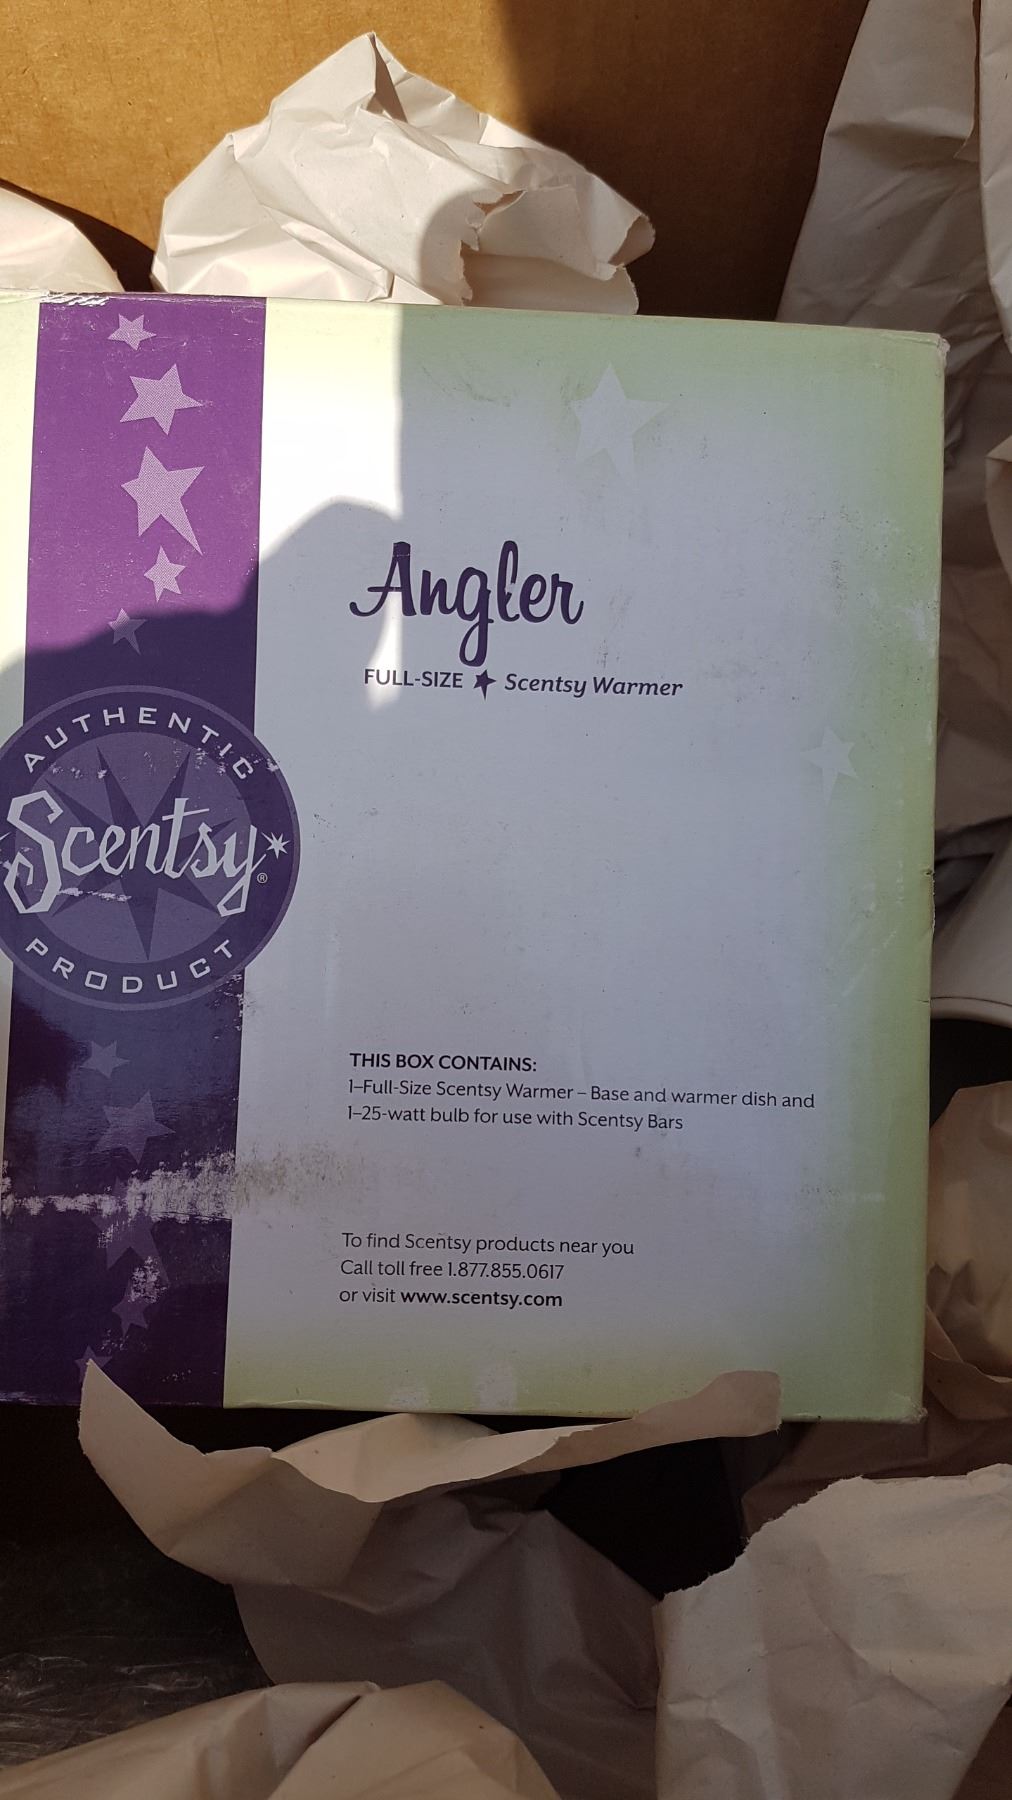 Angler
FULL-SIZE Scentsy Warmer
AUTHENTIC
Scentsy®
PRODUCT
THIS BOX CONTAINS:
1–Full-Size Scentsy Warmer – Base and warmer dish and
1–25-watt bulb for use with Scentsy Bars
To find Scentsy products near you
Call toll free 1.877.855.0617
or visit www.scentsy.com